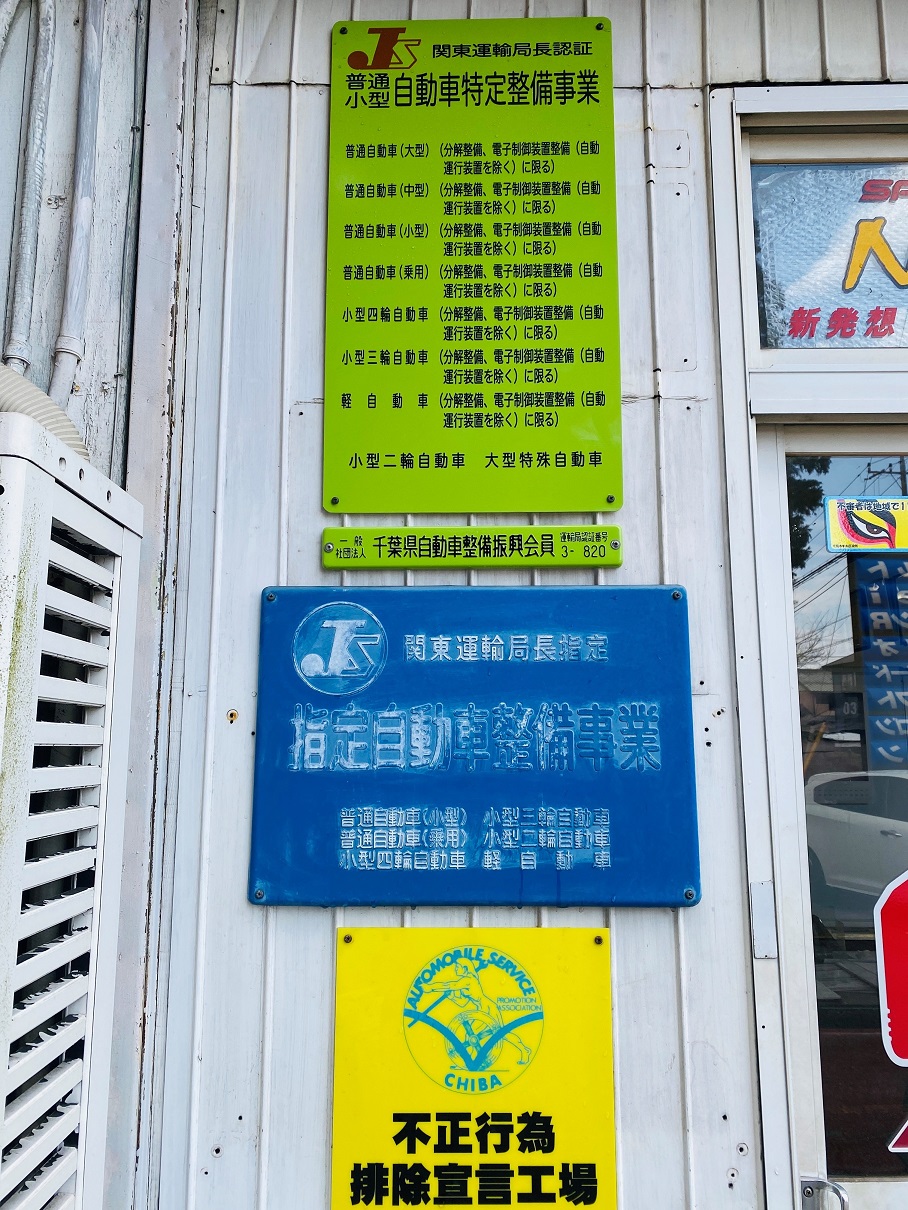 JS 関東運輸局長認証
普通
小型 自動車特定整備事業
普通自動車(大型) (分解整備、電子制御装置整備(自動
運行装置を除く)に限る)
普通自動車(中型) (分解整備、電子制御装置整備(自動
運行装置を除く)に限る)
普通自動車(小型) (分解整備、電子制御装置整備(自動
運行装置を除く)に限る)
普通自動車(乗用) (分解整備、電子制御装置整備(自動
運行装置を除く)に限る)
小型四輪自動車 (分解整備、電子制御装置整備(自動
運行装置を除く)に限る)
小型三輪自動車 (分解整備、電子制御装置整備(自動
運行装置を除く)に限る)
軽自動車 (分解整備、電子制御装置整備(自動
運行装置を除く)に限る)
小型二輪自動車 大型特殊自動車
一般
社団法人 千葉県自動車整備振興会員 運輸局認証番号
3- 820
JS 関東運輸局長指定
指定自動車整備事業
普通自動車(小型) 小型三輪自動車
普通自動車(乗用) 小型二輪自動車
小型四輪自動車 軽自動車
AUTOMOBILE SERVICE
PROMOTION
ASSOCIATION
CHIBA
不正行為
排除宣言工場
新発想
不審者は地域で